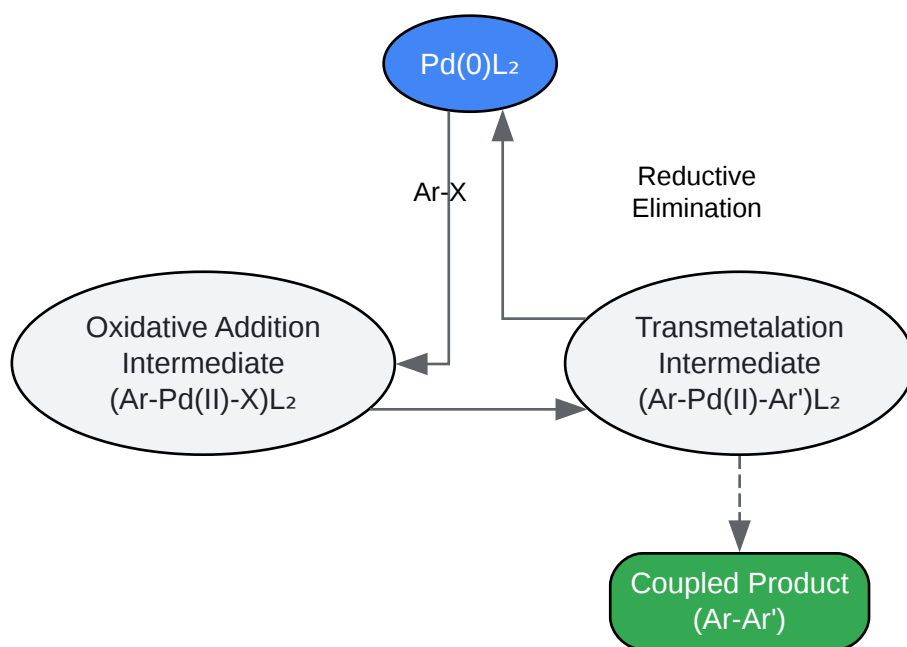 Pd(0)L₂
Ar-X
Reductive
Elimination
Oxidative Addition
Intermediate
(Ar-Pd(II)-X)L₂
Transmetalation
Intermediate
(Ar-Pd(II)-Ar')L₂
Coupled Product
(Ar-Ar')